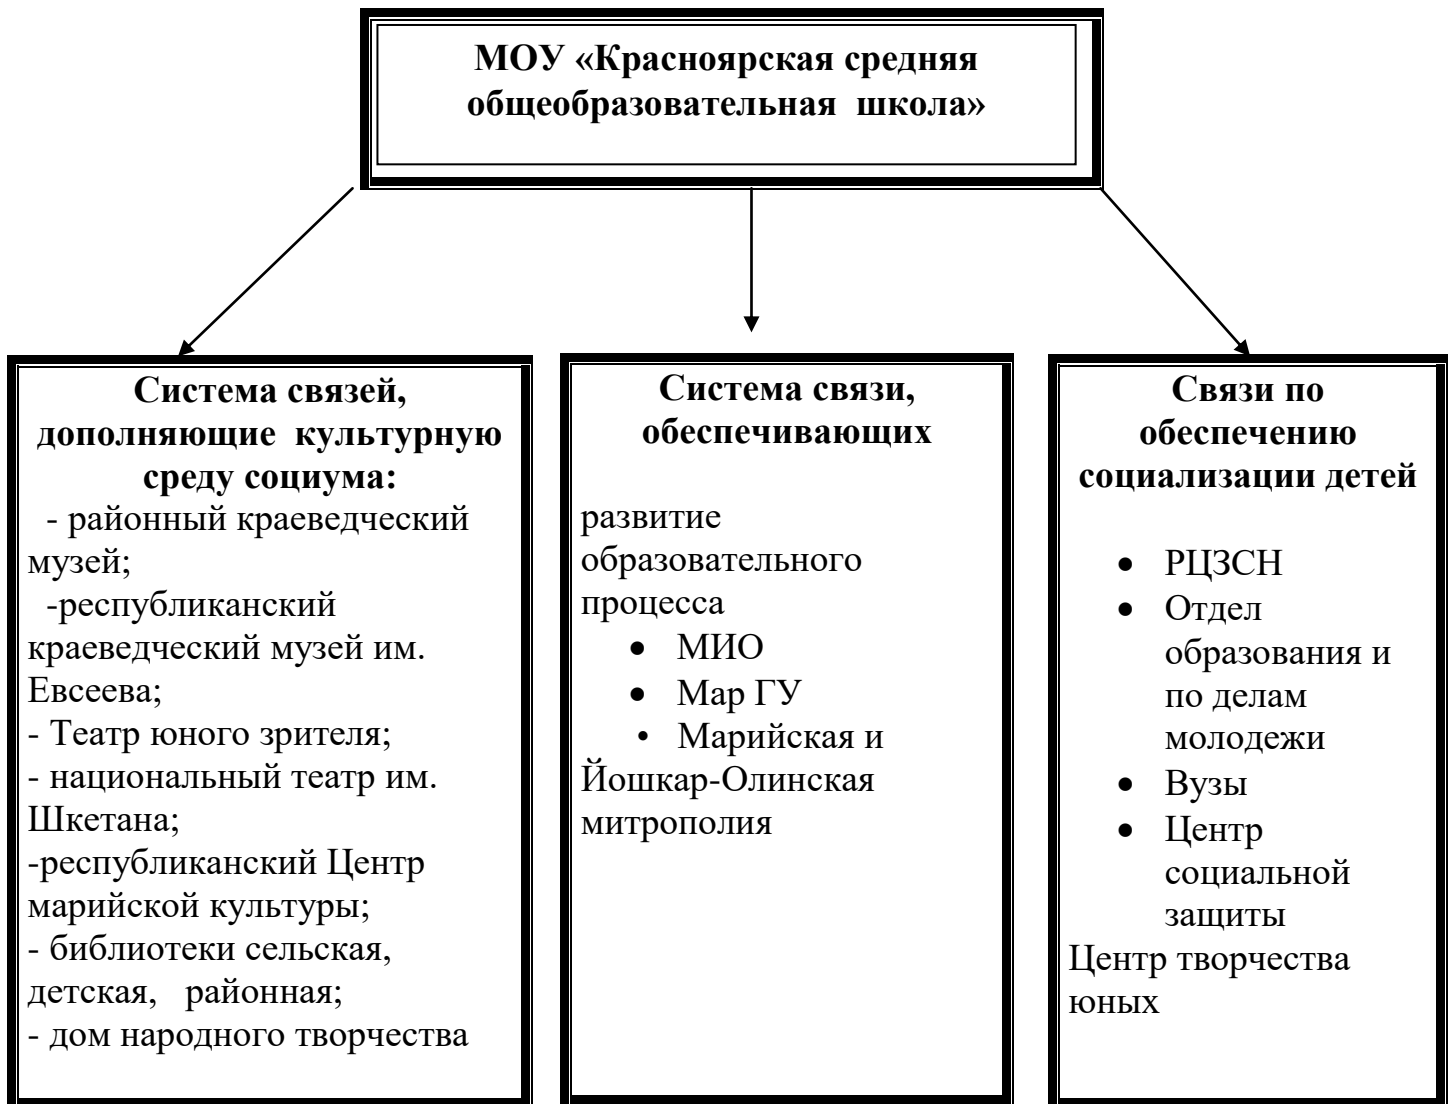 МОУ «Красноярская средняя
общеобразовательная школа»
Система связей,
дополняющие культурную
среду социума:
- районный краеведческий
музей;
-республиканский
краеведческий музей им.
Евсеева;
- Театр юного зрителя;
- национальный театр им.
Шкетана;
-республиканский Центр
марийской культуры;
- библиотеки сельская,
детская, районная;
- дом народного творчества
Система связи,
обеспечивающих
развитие
образовательного
процесса
• МИО
• Мар ГУ
• Марийская и
Йошкар-Олинская
митрополия
Связи по
обеспечению
социализации детей
• РЦЗСН
• Отдел
образования и
по делам
молодежи
• Вузы
• Центр
социальной
защиты
Центр творчества
юных